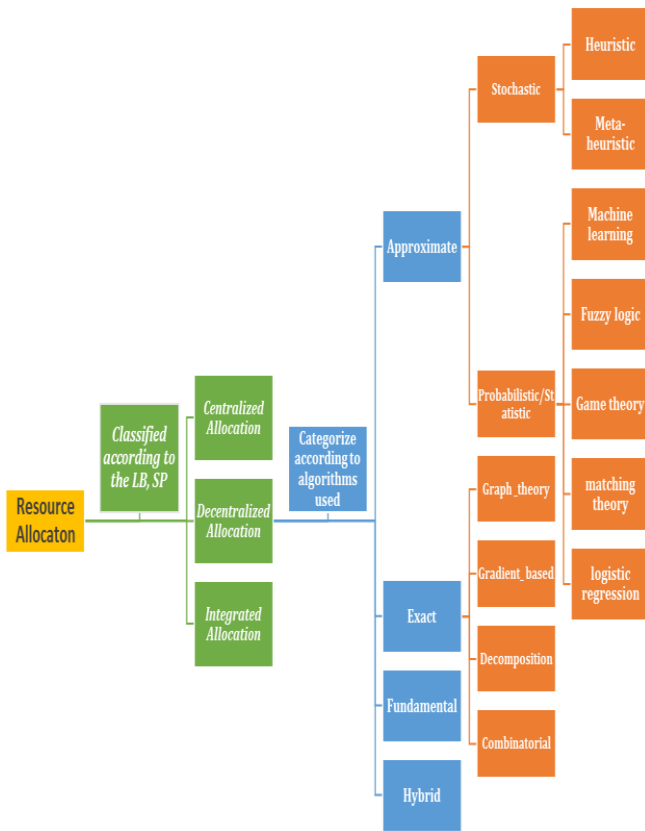 Resource
Allocaton
Classified
according to
the LB, SP
Centralized
Allocation
Decentralized
Allocation
Integrated
Allocation
Categorize
according to
algorithms
used
Approximate
Exact
Fundamental
Hybrid
Stochastic
Probabilistic/St
atistic
Graph_theory
Gradient_based
Decomposition
Combinatorial
Heuristic
Meta-
heuristic
Machine
learning
Fuzzy logic
Game theory
matching
theory
logistic
regression